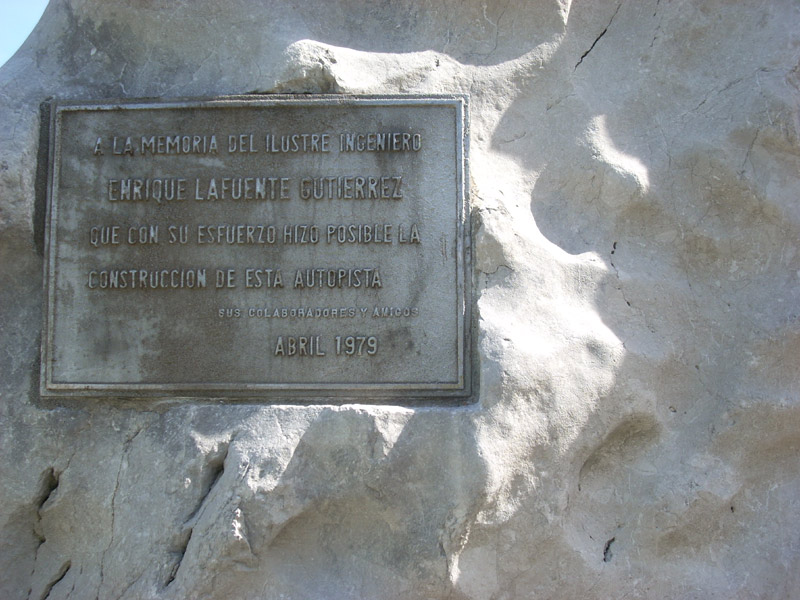 A LA MEMORIA DEL ILUSTRE INGENIERO
ENRIQUE LAFUENTE GUTIERREZ
QUE CON SU ESFUERZO HIZO POSIBLE LA
CONSTRUCCION DE ESTA AUTOPISTA
SUS COLABORADORES Y AMIGOS
ABRIL 1979